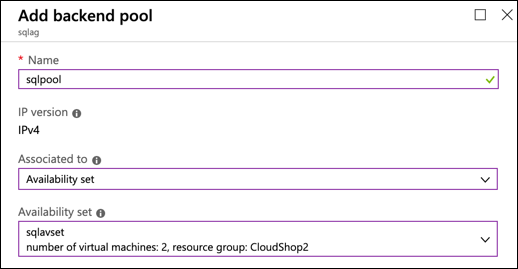 Add backend pool
sqlag
* Name
sqlpool
IP version
IPv4
Associated to
Availability set
Availability set
sqlavset
number of virtual machines: 2, resource group: CloudShop2